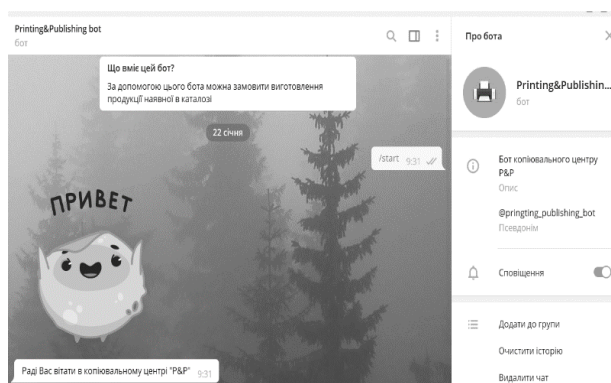 Printing&Publishing bot
бот
Що вміє цей бот?
За допомогою цього бота можна замовити виготовлення
продукції наявної в каталозі
22 січня
/start 9:31
ПРИВЕТ
Раді Вас вітати в копіювальному центрі "P&P" 9:31
Про бота
Printing&Publishin...
бот
Бот копіювального центру
P&P
Опис
@pringting_publishing_bot
Псевдонім
Сповіщення
Додати до групи
Очистити історію
Видалити чат